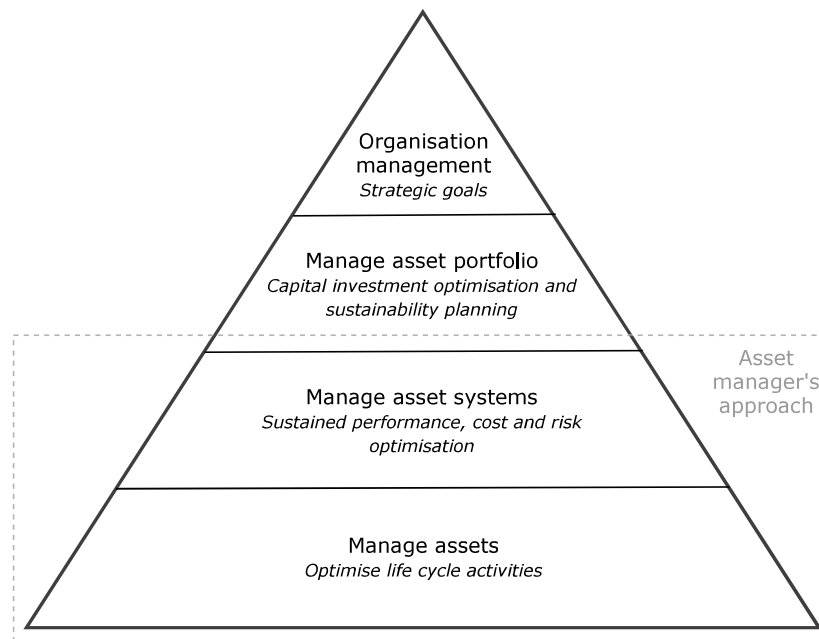 Organisation
management
Strategic goals
Manage asset portfolio
Capital investment optimisation and
sustainability planning
Asset
manager's
approach
Manage asset systems
Sustained performance, cost and risk
optimisation
Manage assets
Optimise life cycle activities